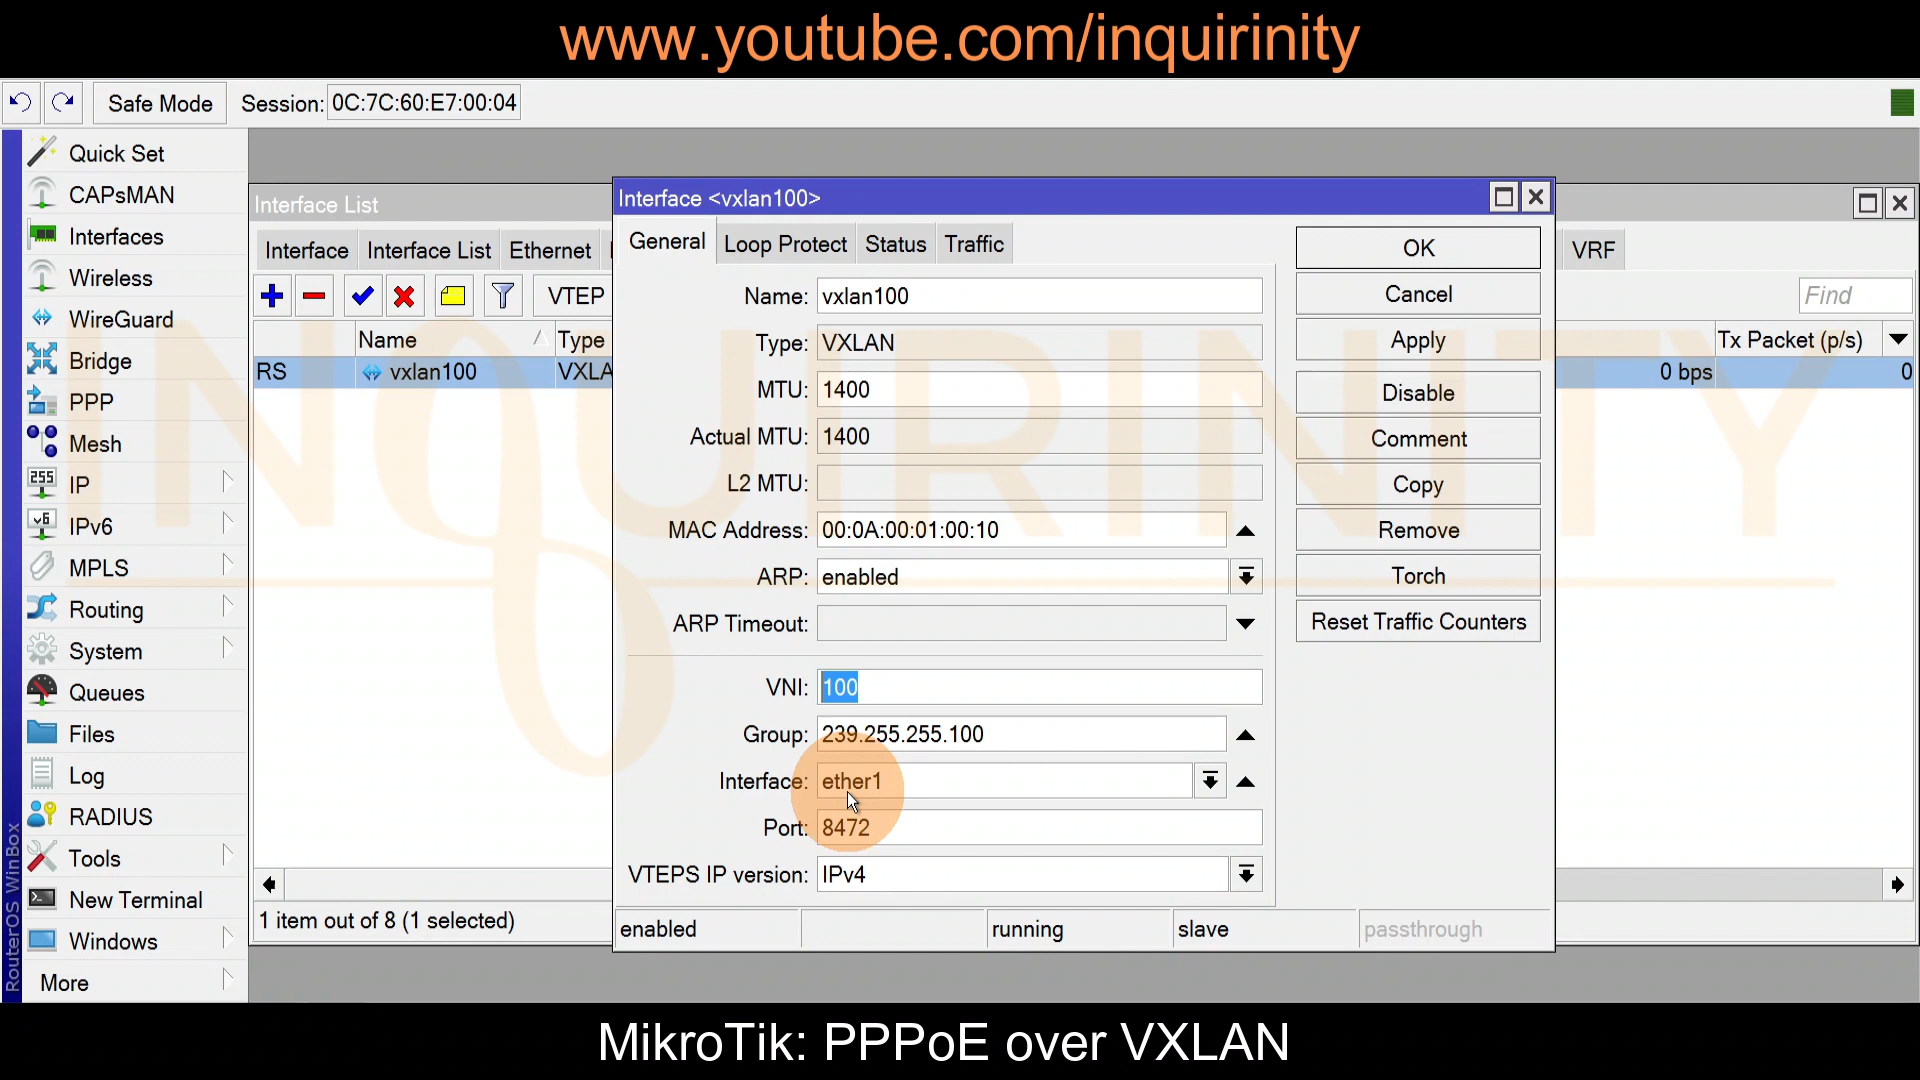 www.youtube.com/inquirinity
Safe Mode Session: 0C:7C:60:E7:00:04
Quick Set
CAPsMAN
Interfaces
Wireless
WireGuard
Bridge
PPP
Mesh
IP
IPv6
MPLS
Routing
System
Queues
Files
Log
RADIUS
Tools
New Terminal
Windows
More
RouterOS WinBox
Interface List
Interface Interface List Ethernet VRF
VTEP Find
Name Type Tx Packet (p/s)
RS vxlan100 VXLA 0 bps 0
1 item out of 8 (1 selected)
Interface <vxlan100>
General Loop Protect Status Traffic
Name: vxlan100
Type: VXLAN
MTU: 1400
Actual MTU: 1400
L2 MTU:
MAC Address: 00:0A:00:01:00:10
ARP: enabled
ARP Timeout:
VNI: 100
Group: 239.255.255.100
Interface: ether1
Port: 8472
VTEPS IP version: IPv4
OK
Cancel
Apply
Disable
Comment
Copy
Remove
Torch
Reset Traffic Counters
enabled running slave passthrough
INQUIRINITY
MikroTik: PPPoE over VXLAN